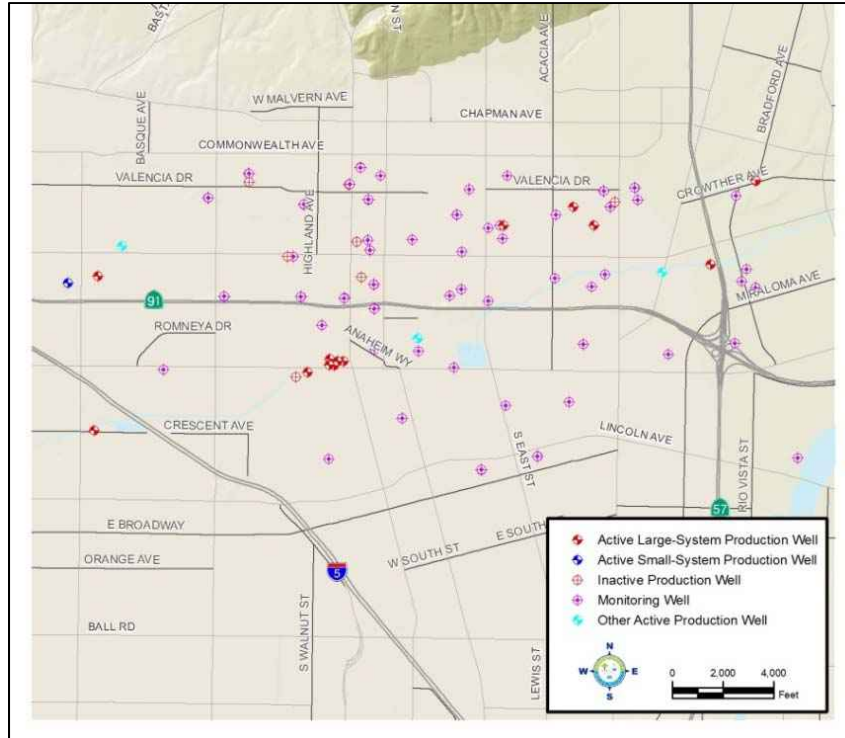 BASTA
N ST
BRADFORD AVE
ACACIA AVE
W MALVERN AVE
BASQUE AVE
CHAPMAN AVE
COMMONWEALTH AVE
VALENCIA DR
VALENCIA DR
CROWTHER AVE
HIGHLAND AVE
91
MIRALOMA AVE
ROMNEYA DR
ANAHEIM WY
CRESCENT AVE
LINCOLN AVE
S EAST ST
RIO VISTA ST
57
E BROADWAY
E SOUTH
W SOUTH ST
ORANGE AVE
5
BALL RD
S WALNUT ST
LEWIS ST
Active Large-System Production Well
Active Small-System Production Well
Inactive Production Well
Monitoring Well
Other Active Production Well
N
W E
S
0 2,000 4,000
Feet